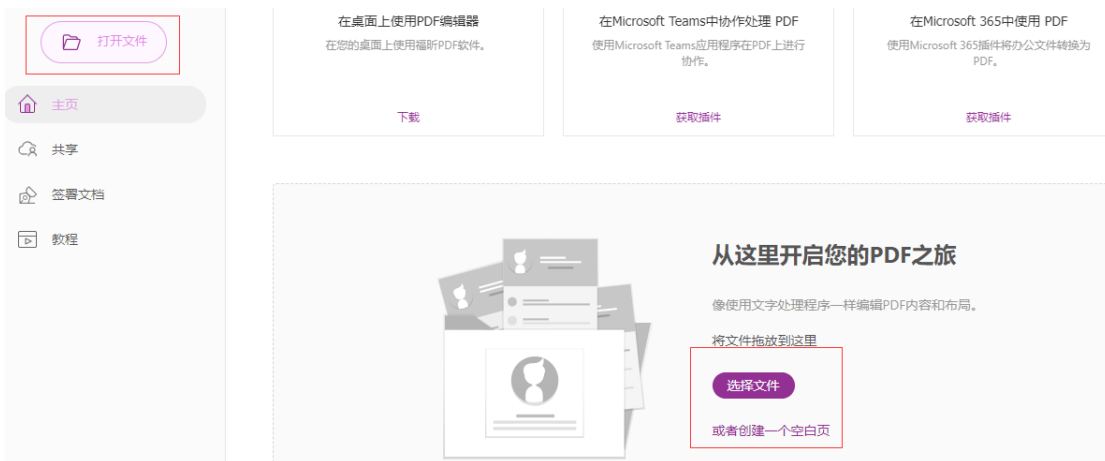 打开文件
主页
共享
签署文档
教程
在桌面上使用PDF编辑器
在您的桌面上使用福昕PDF软件。
下载
在Microsoft Teams中协作处理 PDF
使用Microsoft Teams应用程序在PDF上进行
协作。
获取插件
在Microsoft 365中使用 PDF
使用Microsoft 365插件将办公文件转换为
PDF。
获取插件
从这里开启您的PDF之旅
像使用文字处理程序一样编辑PDF内容和布局。
将文件拖放到这里
选择文件
或者创建一个空白页